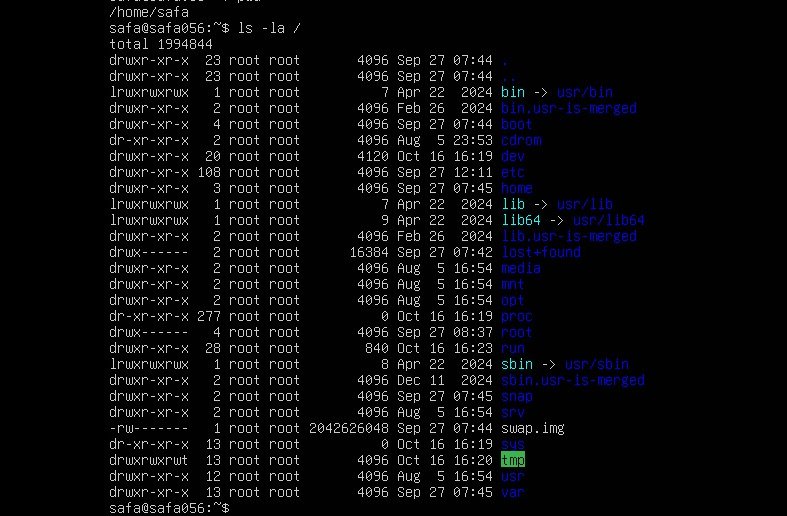 /home/safa
safa@safa056:~$ ls -la /
total 1994844
drwxr-xr-x  23 root root       4096 Sep 27 07:44 .
drwxr-xr-x  23 root root       4096 Sep 27 07:44 ..
lrwxrwxrwx   1 root root          7 Apr 22  2024 bin -> usr/bin
drwxr-xr-x   2 root root       4096 Feb 26  2024 bin.usr-is-merged
drwxr-xr-x   4 root root       4096 Sep 27 07:44 boot
dr-xr-xr-x   2 root root       4096 Aug  5 23:53 cdrom
drwxr-xr-x  20 root root       4120 Oct 16 16:19 dev
drwxr-xr-x 108 root root       4096 Sep 27 12:11 etc
drwxr-xr-x   3 root root       4096 Sep 27 07:45 home
lrwxrwxrwx   1 root root          7 Apr 22  2024 lib -> usr/lib
lrwxrwxrwx   1 root root          9 Apr 22  2024 lib64 -> usr/lib64
drwxr-xr-x   2 root root       4096 Feb 26  2024 lib.usr-is-merged
drwx------   2 root root      16384 Sep 27 07:42 lost+found
drwxr-xr-x   2 root root       4096 Aug  5 16:54 media
drwxr-xr-x   2 root root       4096 Aug  5 16:54 mnt
drwxr-xr-x   2 root root       4096 Aug  5 16:54 opt
dr-xr-xr-x 277 root root          0 Oct 16 16:19 proc
drwx------   4 root root       4096 Sep 27 08:37 root
drwxr-xr-x  28 root root        840 Oct 16 16:23 run
lrwxrwxrwx   1 root root          8 Apr 22  2024 sbin -> usr/sbin
drwxr-xr-x   2 root root       4096 Dec 11  2024 sbin.usr-is-merged
drwxr-xr-x   2 root root       4096 Sep 27 07:45 snap
drwxr-xr-x   2 root root       4096 Aug  5 16:54 srv
-rw-------   1 root root 2042626048 Sep 27 07:44 swap.img
dr-xr-xr-x  13 root root          0 Oct 16 16:19 sys
drwxrwxrwt  13 root root       4096 Oct 16 16:20 tmp
drwxr-xr-x  12 root root       4096 Aug  5 16:54 usr
drwxr-xr-x  13 root root       4096 Sep 27 07:45 var
safa@safa056:~$